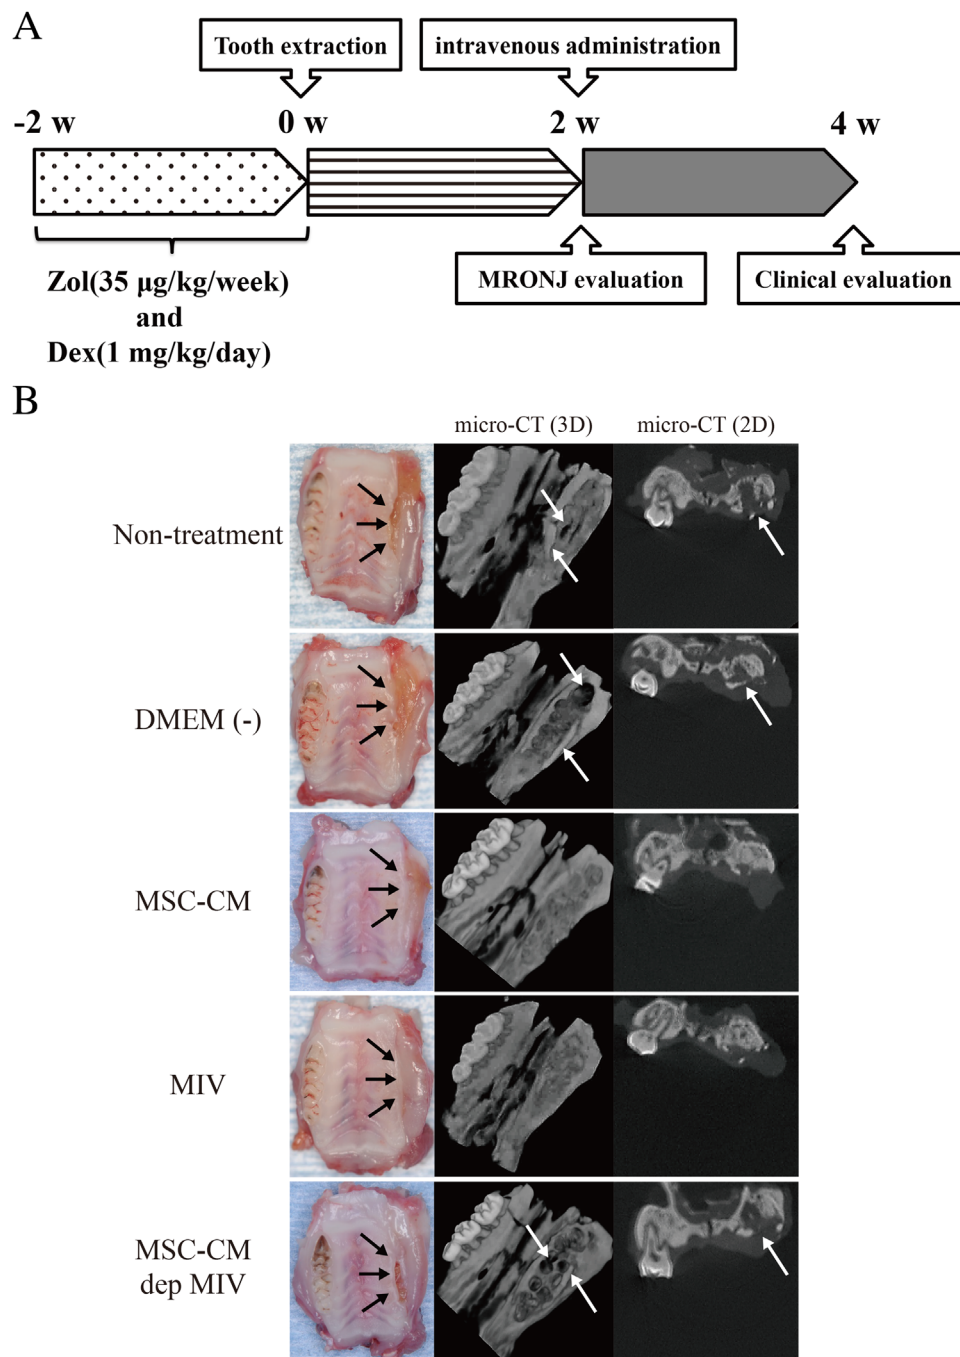 A
Tooth extraction
intravenous administration
-2 w
0 w
2 w
4 w
Zol(35 μg/kg/week)
and
Dex(1 mg/kg/day)
MRONJ evaluation
Clinical evaluation
B
micro-CT (3D)
micro-CT (2D)
Non-treatment
DMEM (-)
MSC-CM
MIV
MSC-CM
dep MIV